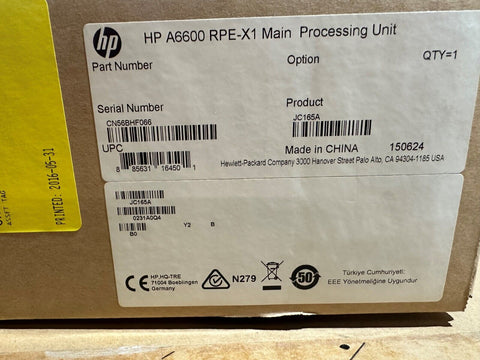 hp
HP A6600 RPE-X1 Main Processing Unit
Part Number
Option
QTY=1
Serial Number
Product
CN56BHF066
JC165A
UPC
Made in CHINA
150624
8 85631 16450 1
Hewlett-Packard Company 3000 Hanover Street Palo Alto, CA 94304-1185 USA
JC165A
0231A0Q4
Y2
B
B0
CE
HP,HQ-TRE
71004 Boeblingen
Germany
N279
50
Türkiye Cumhuriyeti:
EEE Yönetmeliğine Uygundur
ASSET TAG
PRINTED: 2016-05-31